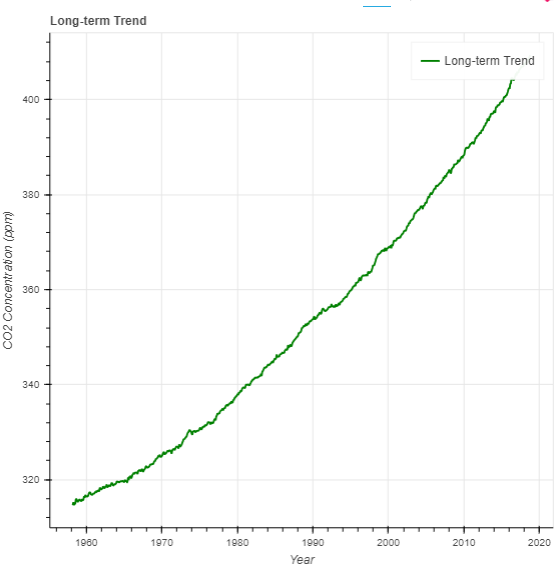 Long-term Trend
Long-term Trend
400
380
360
340
320
1960 1970 1980 1990 2000 2010 2020
CO2 Concentration (ppm)
Year